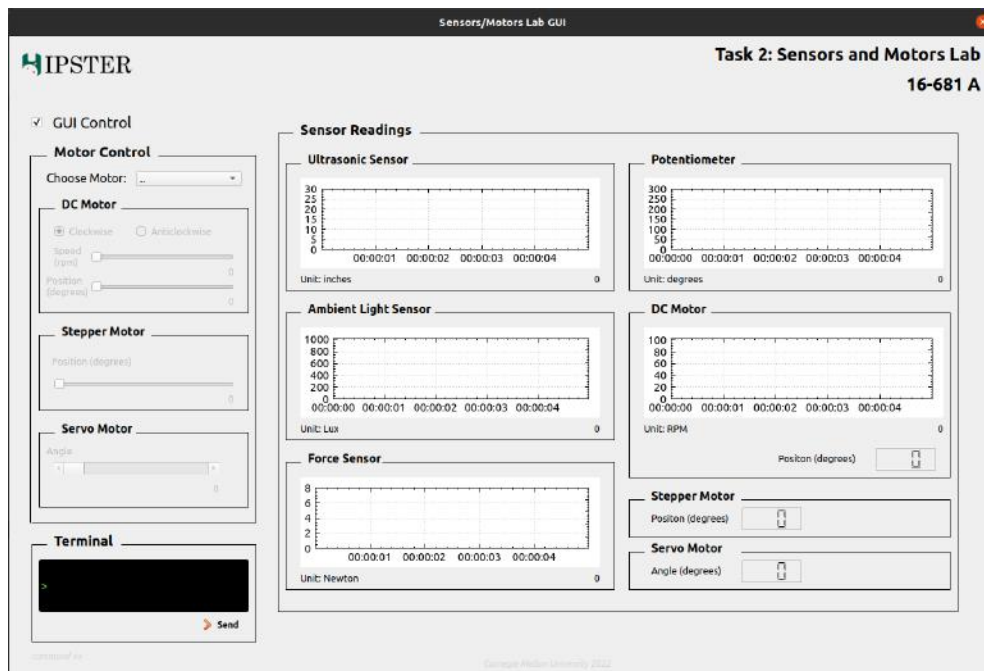 Sensors/Motors Lab GUI
HIPSTER
Task 2: Sensors and Motors Lab
16-681 A
GUI Control
Motor Control
Choose Motor: ...
DC Motor
Clockwise Anticlockwise
Speed
(rpm)
0
Position
(degrees)
0
Stepper Motor
Position (degrees)
0
Servo Motor
Angle
0
Terminal
>
Send
Sensor Readings
Ultrasonic Sensor
30
25
20
15
10
5
0
00:00:01 00:00:02 00:00:03 00:00:04
Unit: inches 0
Potentiometer
300
250
200
150
100
50
0
00:00:00 00:00:01 00:00:02 00:00:03 00:00:04
Unit: degrees 0
Ambient Light Sensor
1000
800
600
400
200
0
00:00:00 00:00:01 00:00:02 00:00:03 00:00:04
Unit: Lux 0
DC Motor
100
80
60
40
20
0
00:00:00 00:00:01 00:00:02 00:00:03 00:00:04
Unit: RPM 0
Positon (degrees) 0
Force Sensor
8
6
4
2
0
00:00:01 00:00:02 00:00:03 00:00:04
Unit: Newton 0
Stepper Motor
Positon (degrees) 0
Servo Motor
Angle (degrees) 0
Carnegie Mellon University 2022